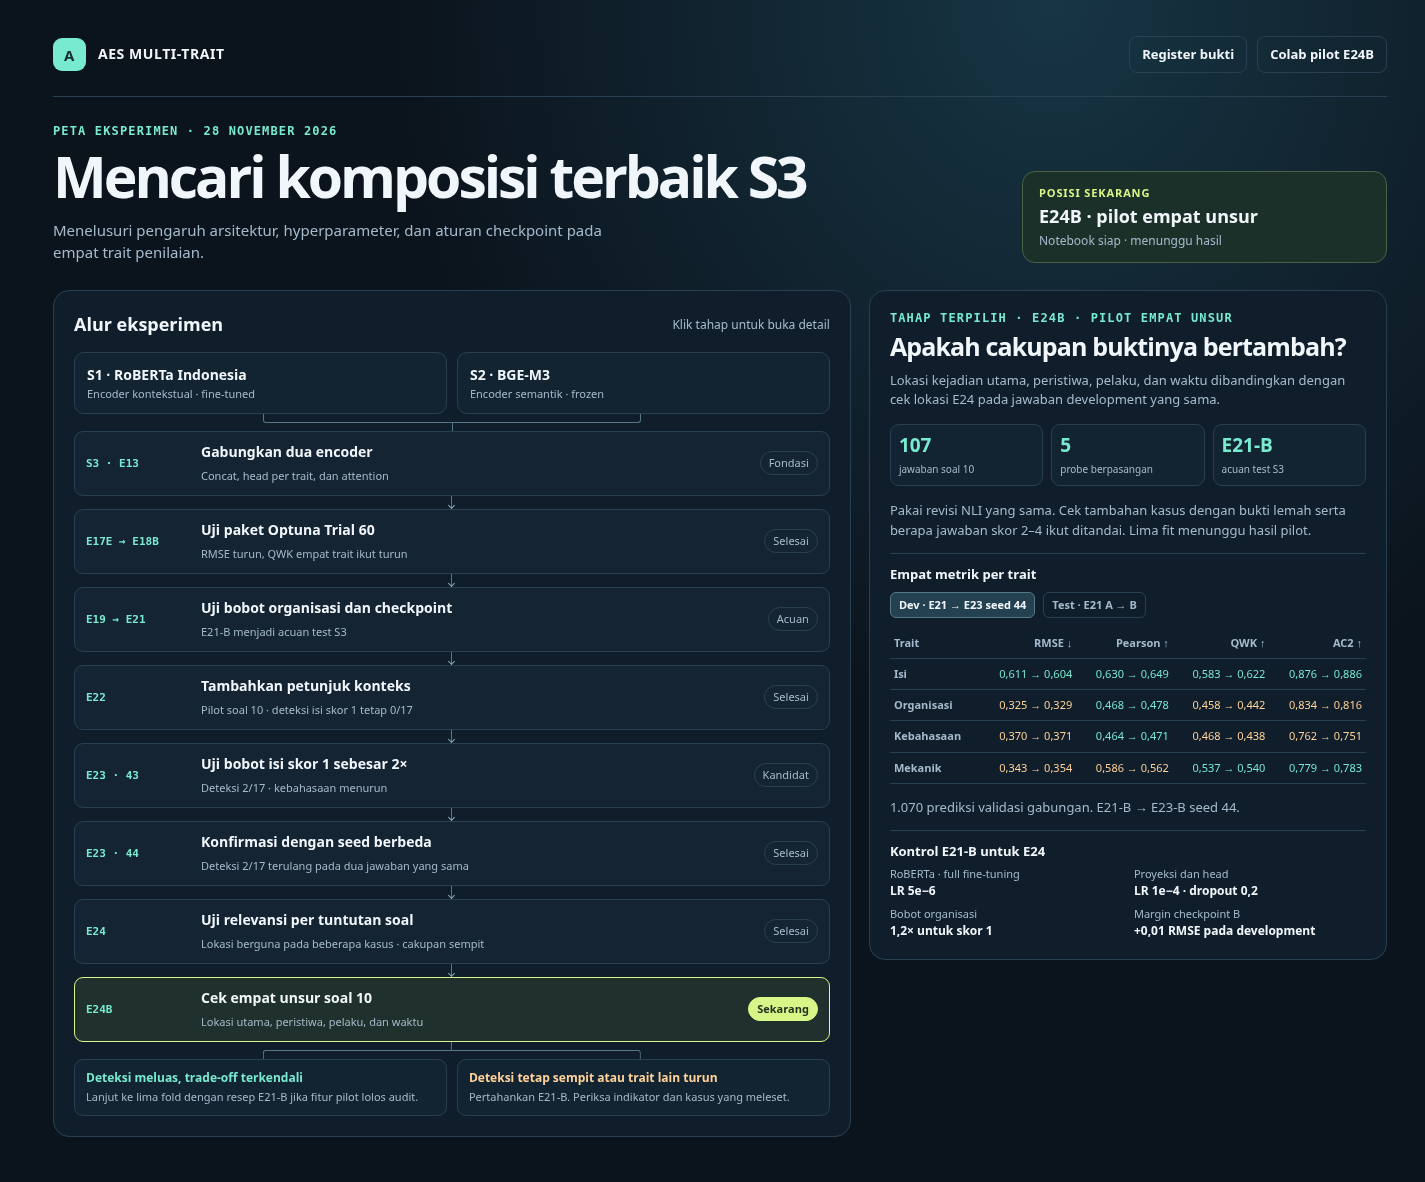 A
AES MULTI-TRAIT
Register bukti
Colab pilot E24B
PETA EKSPERIMEN · 28 NOVEMBER 2026
Mencari komposisi terbaik S3
Menelusuri pengaruh arsitektur, hyperparameter, dan aturan checkpoint pada
empat trait penilaian.
POSISI SEKARANG
E24B · pilot empat unsur
Notebook siap · menunggu hasil
Alur eksperimen
Klik tahap untuk buka detail
S1 · RoBERTa Indonesia
Encoder kontekstual · fine-tuned
S2 · BGE-M3
Encoder semantik · frozen
S3 · E13
Gabungkan dua encoder
Concat, head per trait, dan attention
Fondasi
E17E → E18B
Uji paket Optuna Trial 60
RMSE turun, QWK empat trait ikut turun
Selesai
E19 → E21
Uji bobot organisasi dan checkpoint
E21-B menjadi acuan test S3
Acuan
E22
Tambahkan petunjuk konteks
Pilot soal 10 · deteksi isi skor 1 tetap 0/17
Selesai
E23 · 43
Uji bobot isi skor 1 sebesar 2×
Deteksi 2/17 · kebahasaan menurun
Kandidat
E23 · 44
Konfirmasi dengan seed berbeda
Deteksi 2/17 terulang pada dua jawaban yang sama
Selesai
E24
Uji relevansi per tuntutan soal
Lokasi berguna pada beberapa kasus · cakupan sempit
Selesai
E24B
Cek empat unsur soal 10
Lokasi utama, peristiwa, pelaku, dan waktu
Sekarang
Deteksi meluas, trade-off terkendali
Lanjut ke lima fold dengan resep E21-B jika fitur pilot lolos audit.
Deteksi tetap sempit atau trait lain turun
Pertahankan E21-B. Periksa indikator dan kasus yang meleset.
TAHAP TERPILIH · E24B · PILOT EMPAT UNSUR
Apakah cakupan buktinya bertambah?
Lokasi kejadian utama, peristiwa, pelaku, dan waktu dibandingkan dengan
cek lokasi E24 pada jawaban development yang sama.
107
jawaban soal 10
5
probe berpasangan
E21-B
acuan test S3
Pakai revisi NLI yang sama. Cek tambahan kasus dengan bukti lemah serta
berapa jawaban skor 2–4 ikut ditandai. Lima fit menunggu hasil pilot.
Empat metrik per trait
Dev · E21 → E23 seed 44
Test · E21 A → B
Trait RMSE ↓ Pearson ↑ QWK ↑ AC2 ↑
Isi 0,611 → 0,604 0,630 → 0,649 0,583 → 0,622 0,876 → 0,886
Organisasi 0,325 → 0,329 0,468 → 0,478 0,458 → 0,442 0,834 → 0,816
Kebahasaan 0,370 → 0,371 0,464 → 0,471 0,468 → 0,438 0,762 → 0,751
Mekanik 0,343 → 0,354 0,586 → 0,562 0,537 → 0,540 0,779 → 0,783
1.070 prediksi validasi gabungan. E21-B → E23-B seed 44.
Kontrol E21-B untuk E24
RoBERTa · full fine-tuning
LR 5e−6
Proyeksi dan head
LR 1e−4 · dropout 0,2
Bobot organisasi
1,2× untuk skor 1
Margin checkpoint B
+0,01 RMSE pada development